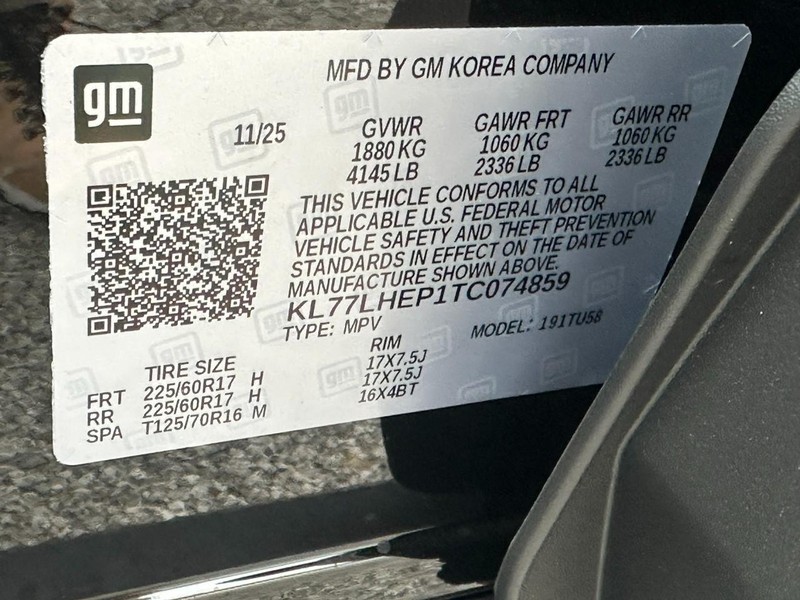 gm
MFD BY GM KOREA COMPANY
11/25
GVWR GAWR FRT GAWR RR
1880 KG 1060 KG 1060 KG
4145 LB 2336 LB 2336 LB
THIS VEHICLE CONFORMS TO ALL
APPLICABLE U.S. FEDERAL MOTOR
VEHICLE SAFETY AND THEFT PREVENTION
STANDARDS IN EFFECT ON THE DATE OF
MANUFACTURE SHOWN ABOVE.
KL77LHEP1TC074859
TYPE: MPV MODEL: 191TU58
TIRE SIZE RIM
FRT 225/60R17 H 17X7.5J
RR 225/60R17 H 17X7.5J
SPA T125/70R16 M 16X4BT